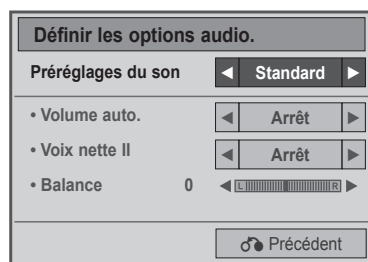 Définir les options audio.
Préréglages du son ◄ Standard ►
• Volume auto. ◄ Arrêt ►
• Voix nette II ◄ Arrêt ►
• Balance 0 ◄ L R ►
Précédent